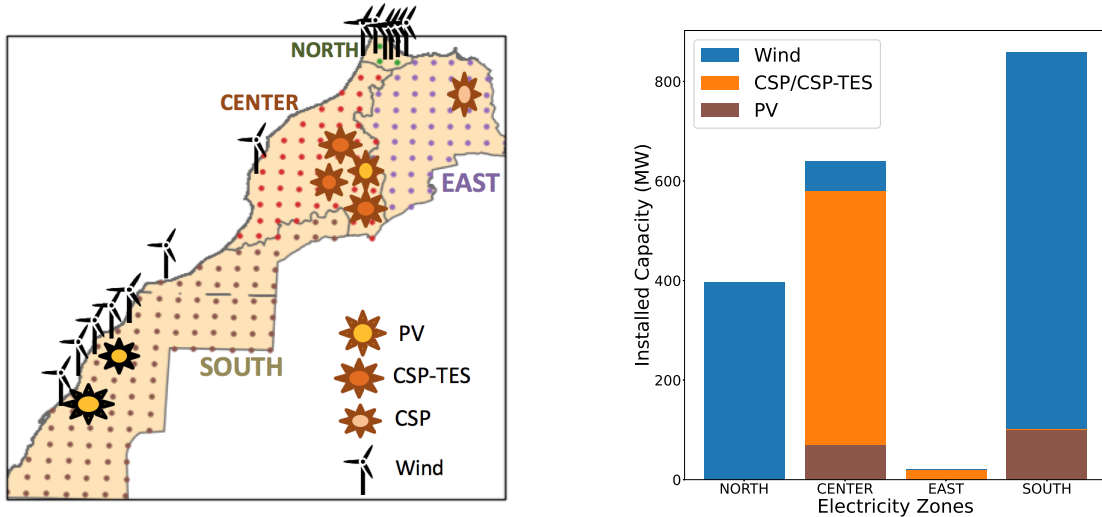 NORTH
CENTER
EAST
SOUTH
PV
CSP-TES
CSP
Wind
Installed Capacity (MW)
800
600
400
200
0
Wind
CSP/CSP-TES
PV
NORTH
CENTER
EAST
SOUTH
Electricity Zones